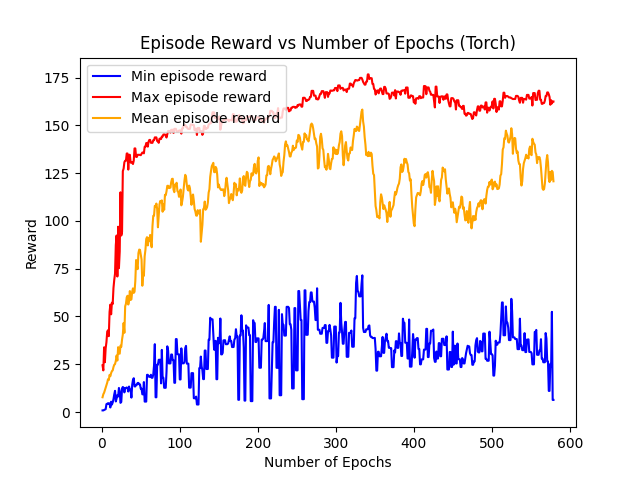 Episode Reward vs Number of Epochs (Torch)
Min episode reward
Max episode reward
Mean episode reward
175
150
125
100
75
50
25
0
Reward
0 100 200 300 400 500 600
Number of Epochs